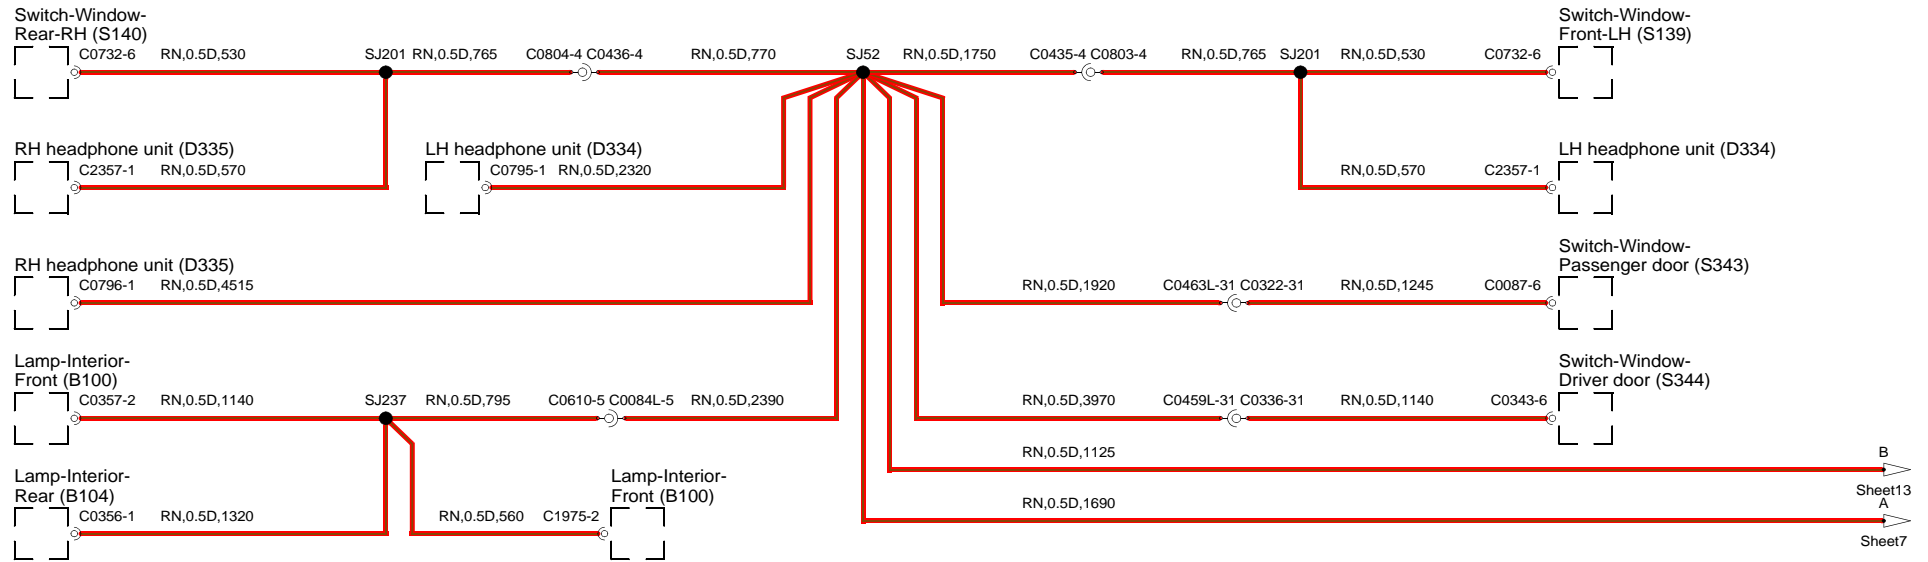 Switch-Window-
Rear-RH (S140)
C0732-6 RN,0.5D,530 SJ201 RN,0.5D,765 C0804-4 C0436-4 RN,0.5D,770 SJ52 RN,0.5D,1750 C0435-4 C0803-4 RN,0.5D,765 SJ201 RN,0.5D,530 C0732-6
Switch-Window-
Front-LH (S139)
RH headphone unit (D335)
C2357-1 RN,0.5D,570
LH headphone unit (D334)
C0795-1 RN,0.5D,2320
LH headphone unit (D334)
RN,0.5D,570 C2357-1
RH headphone unit (D335)
C0796-1 RN,0.5D,4515
Switch-Window-
Passenger door (S343)
RN,0.5D,1920 C0463L-31 C0322-31 RN,0.5D,1245 C0087-6
Lamp-Interior-
Front (B100)
C0357-2 RN,0.5D,1140 SJ237 RN,0.5D,795 C0610-5 C0084L-5 RN,0.5D,2390
Switch-Window-
Driver door (S344)
RN,0.5D,3970 C0459L-31 C0336-31 RN,0.5D,1140 C0343-6
RN,0.5D,1125 B
Sheet13
Lamp-Interior-
Rear (B104)
C0356-1 RN,0.5D,1320
Lamp-Interior-
Front (B100)
RN,0.5D,560 C1975-2
RN,0.5D,1690 A
Sheet7